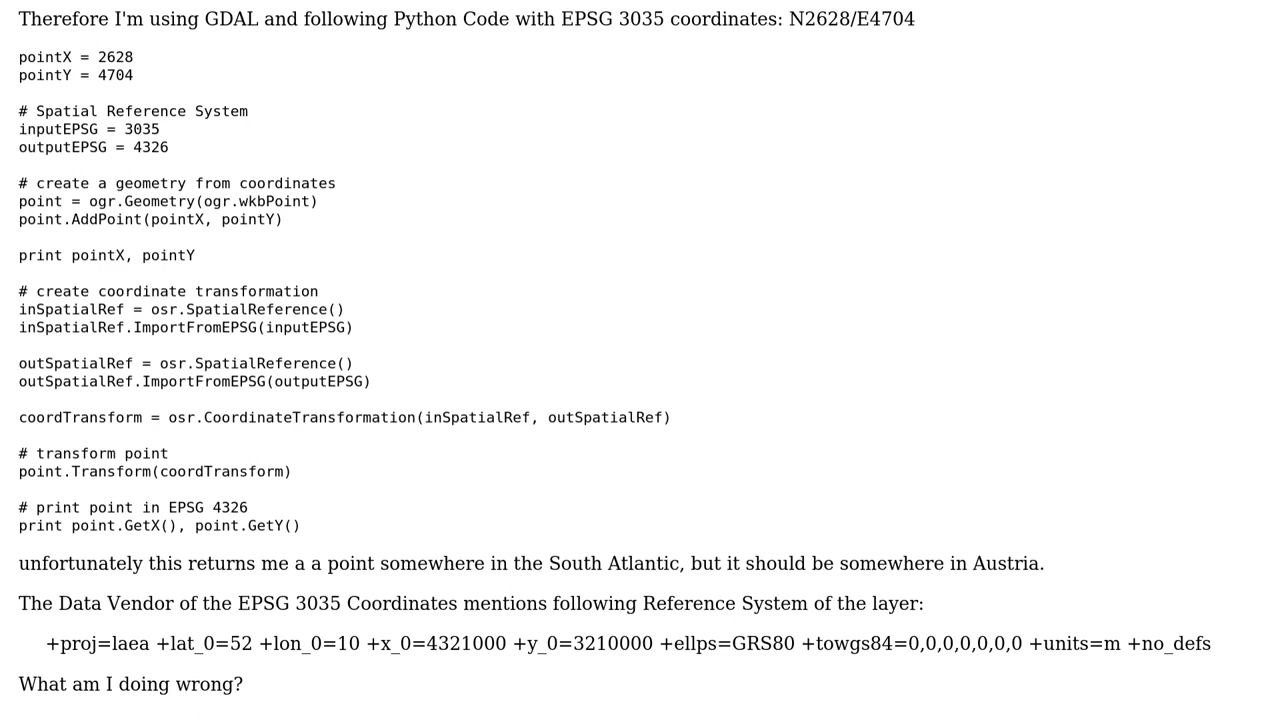 Therefore I'm using GDAL and following Python Code with EPSG 3035 coordinates: N2628/E4704
pointX = 2628
pointY = 4704
# Spatial Reference System
inputEPSG = 3035
outputEPSG = 4326
# create a geometry from coordinates
point = ogr.Geometry(ogr.wkbPoint)
point.AddPoint(pointX, pointY)
print pointX, pointY
# create coordinate transformation
inSpatialRef = osr.SpatialReference()
inSpatialRef.ImportFromEPSG(inputEPSG)
outSpatialRef = osr.SpatialReference()
outSpatialRef.ImportFromEPSG(outputEPSG)
coordTransform = osr.CoordinateTransformation(inSpatialRef, outSpatialRef)
# transform point
point.Transform(coordTransform)
# print point in EPSG 4326
print point.GetX(), point.GetY()
unfortunately this returns me a a point somewhere in the South Atlantic, but it should be somewhere in Austria.
The Data Vendor of the EPSG 3035 Coordinates mentions following Reference System of the layer:
+proj=laea +lat_0=52 +lon_0=10 +x_0=4321000 +y_0=3210000 +ellps=GRS80 +towgs84=0,0,0,0,0,0,0 +units=m +no_defs
What am I doing wrong?